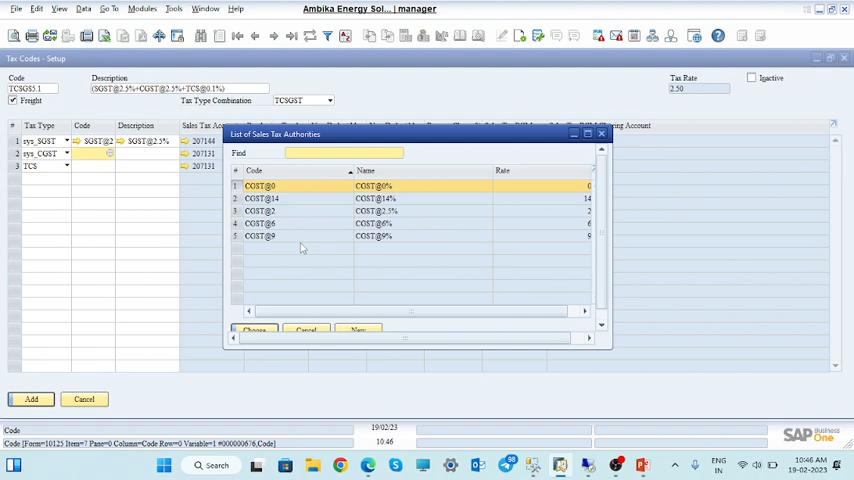 Ambika Energy Sol... | manager
File Edit View Data Go To Modules Tools Window Help
Tax Codes - Setup
Code Description Tax Rate Inactive
TCSGS5.1 (SGST@2.5%+CGST@2.5%+TCS@0.1%) 2.50
Freight Tax Type Combination TCSGST
# Tax Type Code Description Sales Tax Acc
1 sys_SGST SGST@2 SGST@2.5% 207144
2 sys_CGST 207131
3 TCS 207131
List of Sales Tax Authorities
Find
# Code Name Rate
1 CGST@0 CGST@0% 0
2 CGST@14 CGST@14% 14
3 CGST@2 CGST@2.5% 2
4 CGST@6 CGST@6% 6
5 CGST@9 CGST@9% 9
Choose Cancel New
Add Cancel
Code 19/02/23
Code [Form=10125 Item=7 Pane=0 Column=Code Row=0 Variable=1 #000000676,Code] 10.46
SAP Business One
Search 98 ENG IN 10:46 AM 19-02-2023